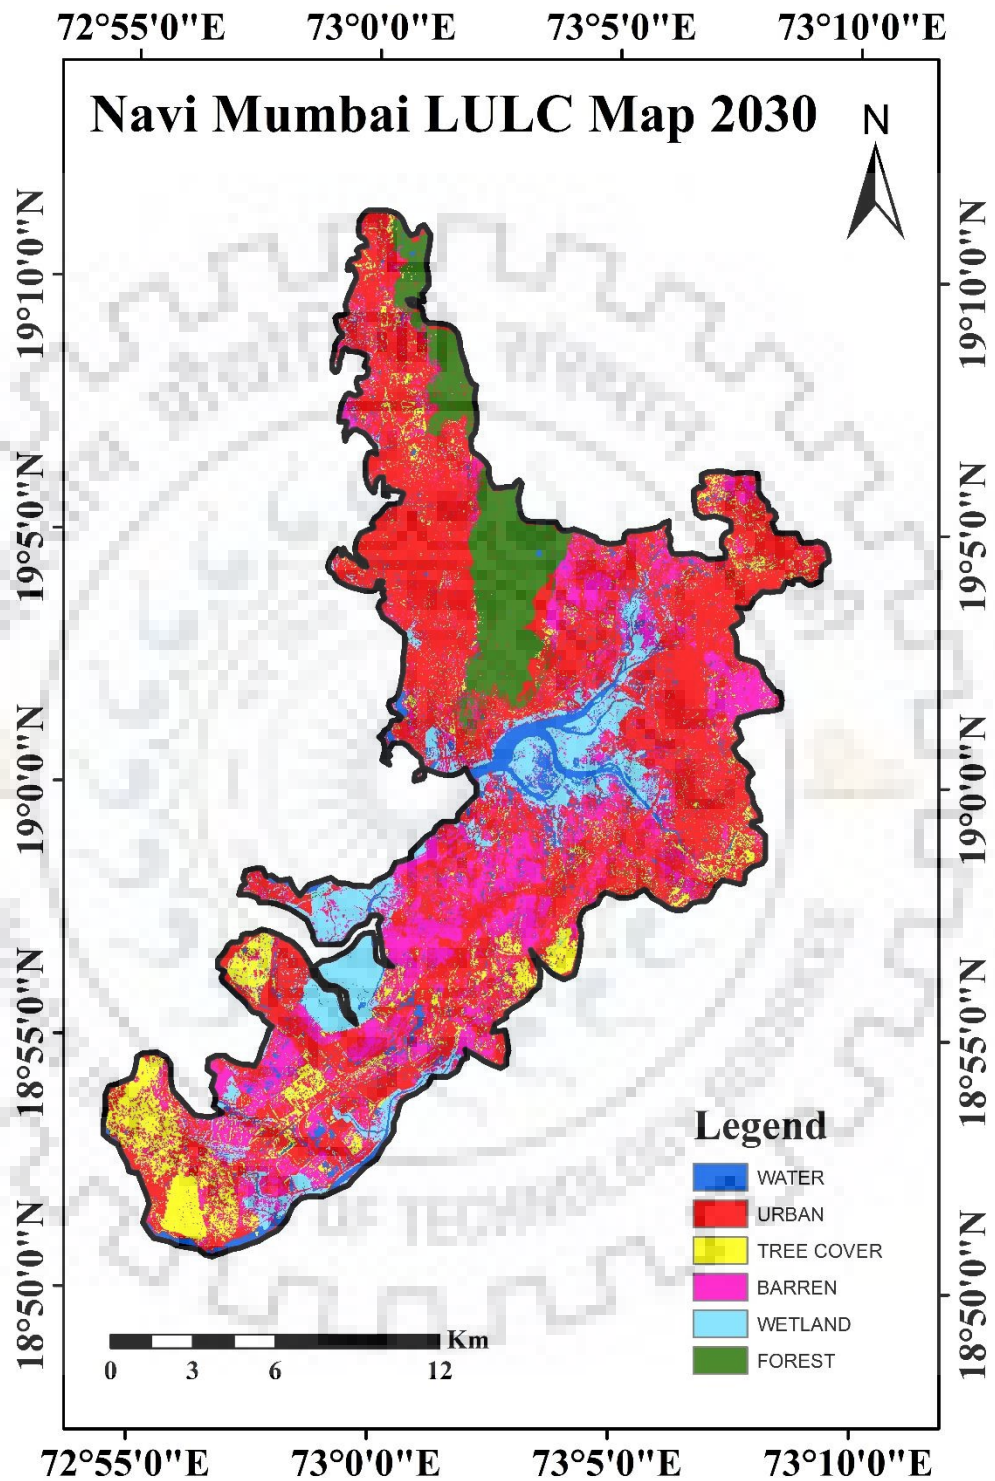 72°55'0"E 73°0'0"E 73°5'0"E 73°10'0"E
Navi Mumbai LULC Map 2030
N
19°10'0"N 19°10'0"N
19°5'0"N 19°5'0"N
19°0'0"N 19°0'0"N
18°55'0"N 18°55'0"N
18°50'0"N 18°50'0"N
Legend
WATER
URBAN
TREE COVER
BARREN
WETLAND
FOREST
Km
0 3 6 12
72°55'0"E 73°0'0"E 73°5'0"E 73°10'0"E